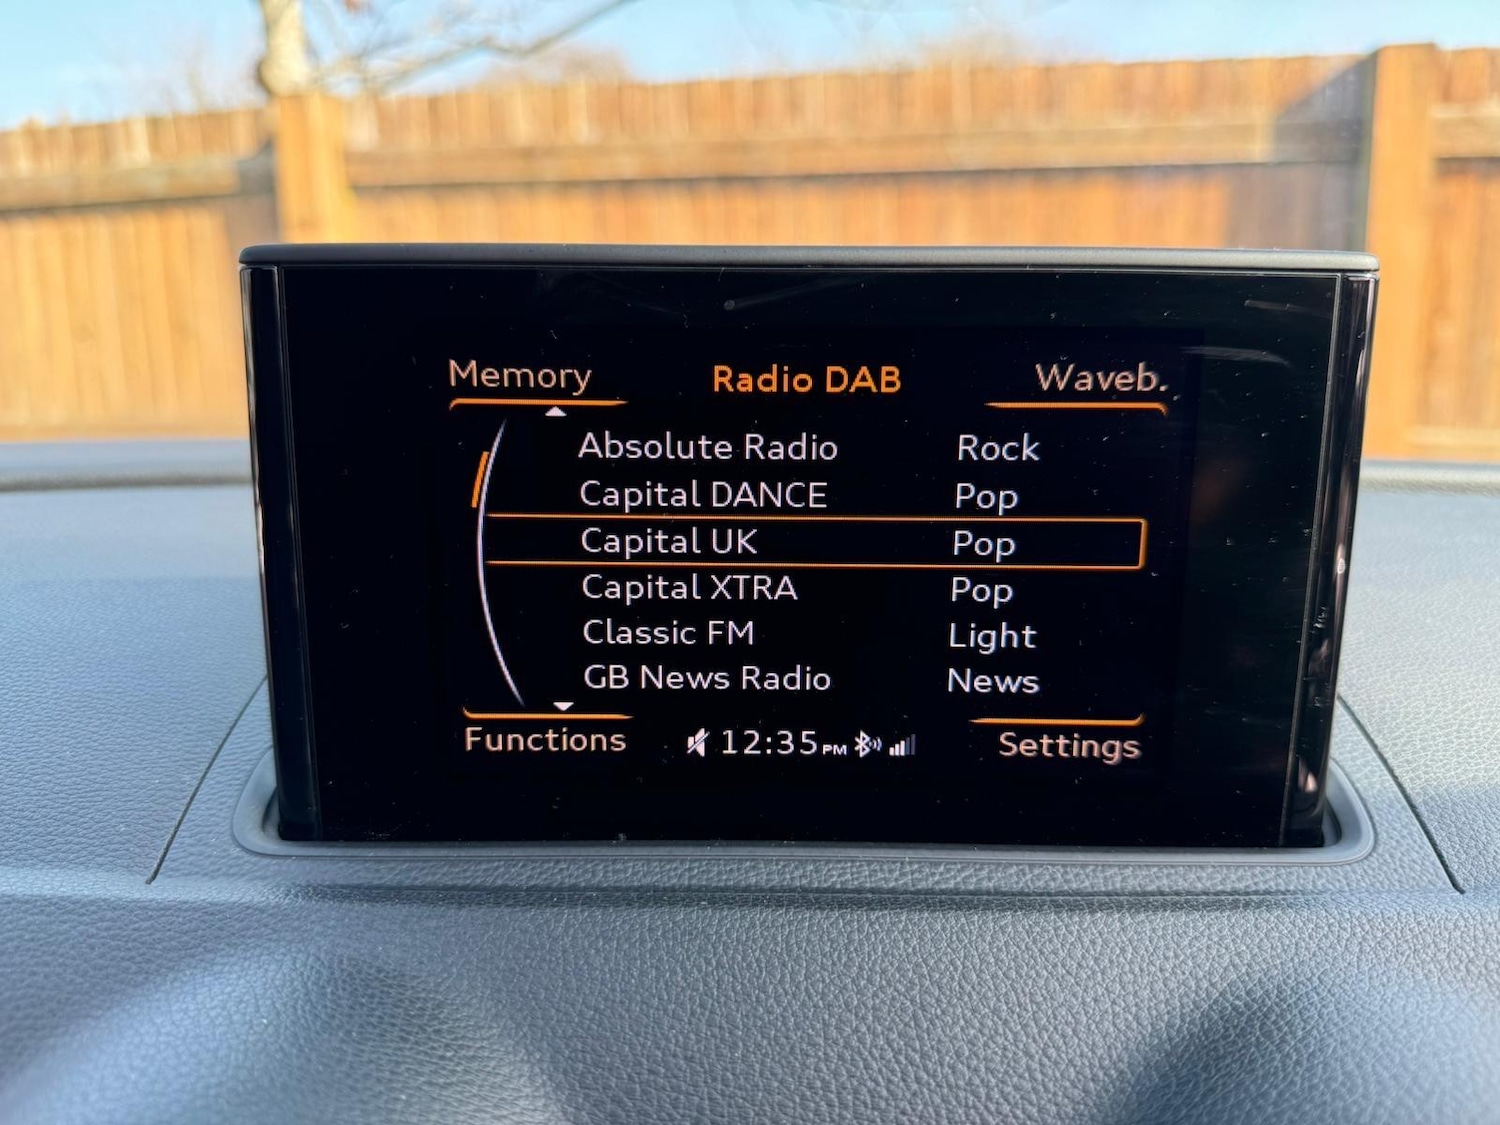 Memory Radio DAB Waveb.
Absolute Radio Rock
Capital DANCE Pop
Capital UK Pop
Capital XTRA Pop
Classic FM Light
GB News Radio News
Functions 12:35 PM Settings